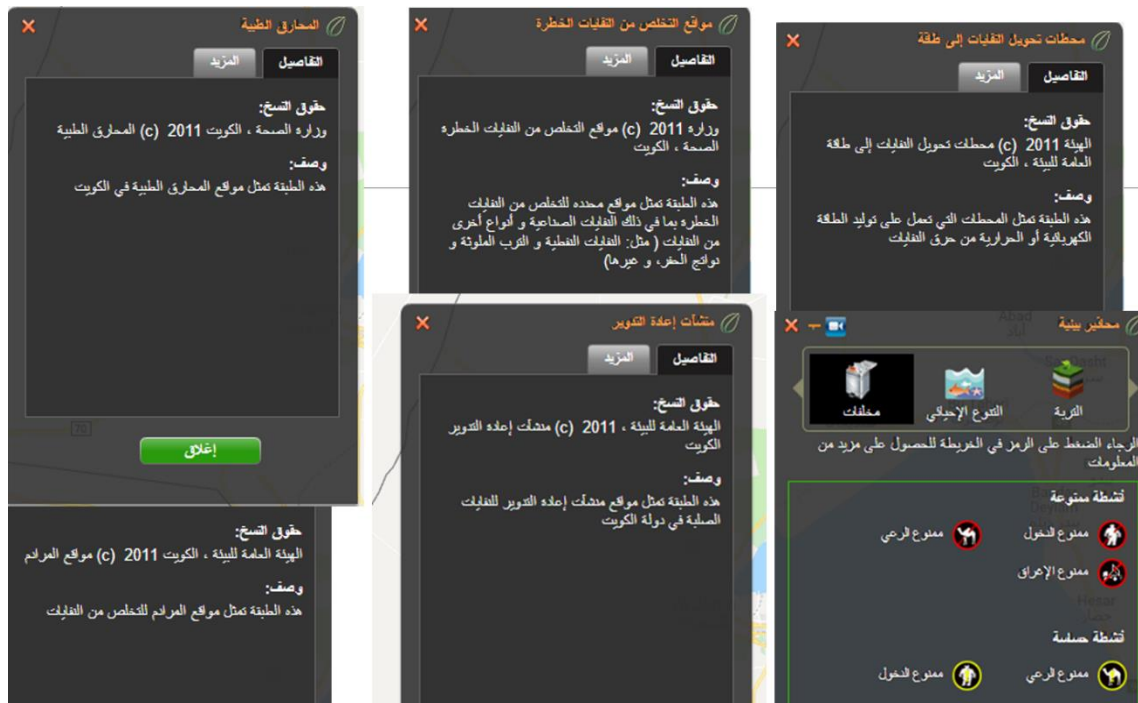 المحارق الطبية
التفاصيل
المزيد
حقوق النسخ:
وزارة الصحة ، الكويت 2011 (c) المحارق الطبية
وصف:
هذه الطبقة تمثل مواقع المحارق الطبية في الكويت
إغلاق
70
مواقع التخلص من النفايات الخطرة
التفاصيل
المزيد
حقوق النسخ:
وزارة 2011 (c) مواقع التخلص من النفايات الخطرة
الصحة ، الكويت
وصف:
هذه الطبقة تمثل مواقع محدده للتخلص من النفايات
الخطرة بما في ذلك النفايات الصناعية و أنواع أخرى
من النفايات ( مثل: النفايات النفطية و الترب الملوثة و
نواتج الحفر، و غيرها)
محطات تحويل النفايات إلى طاقة
التفاصيل
المزيد
حقوق النسخ:
الهيئة 2011 (c) محطات تحويل النفايات إلى طاقة
العامة للبيئة ، الكويت
وصف:
هذه الطبقة تمثل المحطات التي تعمل على توليد الطاقة
الكهربائية أو الحرارية من حرق النفايات
حقوق النسخ:
الهيئة العامة للبيئة ، الكويت 2011 (c) مواقع المرادم
وصف:
هذه الطبقة تمثل مواقع المرادم للتخلص من النفايات
منشآت إعادة التدوير
التفاصيل
المزيد
حقوق النسخ:
الهيئة العامة للبيئة ، 2011 (c) منشآت إعاده التدوير
الكويت
وصف:
هذه الطبقة تمثل مواقع منشآت إعاده التدوير للنفايات
الصلبة في دولة الكويت
محاذير بيئية
التربة
التنوع الإحيائي
مخلفات
الرجاء الضغط على الرمز في الخريطة للحصول على مزيد من
المعلومات
أنشطة ممنوعة
ممنوع الدخول
ممنوع الرعي
ممنوع الإغراق
أنشطة حساسة
ممنوع الرعي
ممنوع الدخول